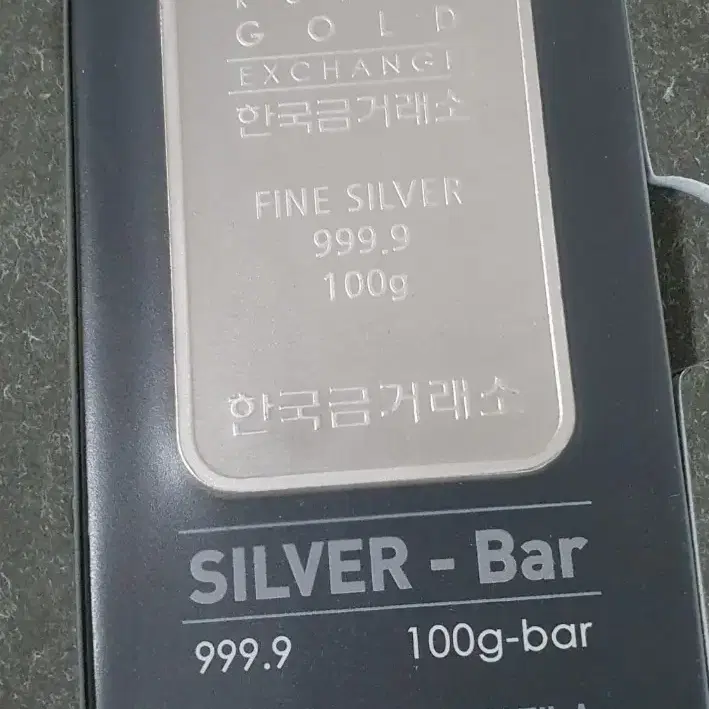 GOLD
EXCHANGE
한국금거래소
FINE SILVER
999.9
100g
한국금거래소
SILVER - Bar
999.9 100g-bar